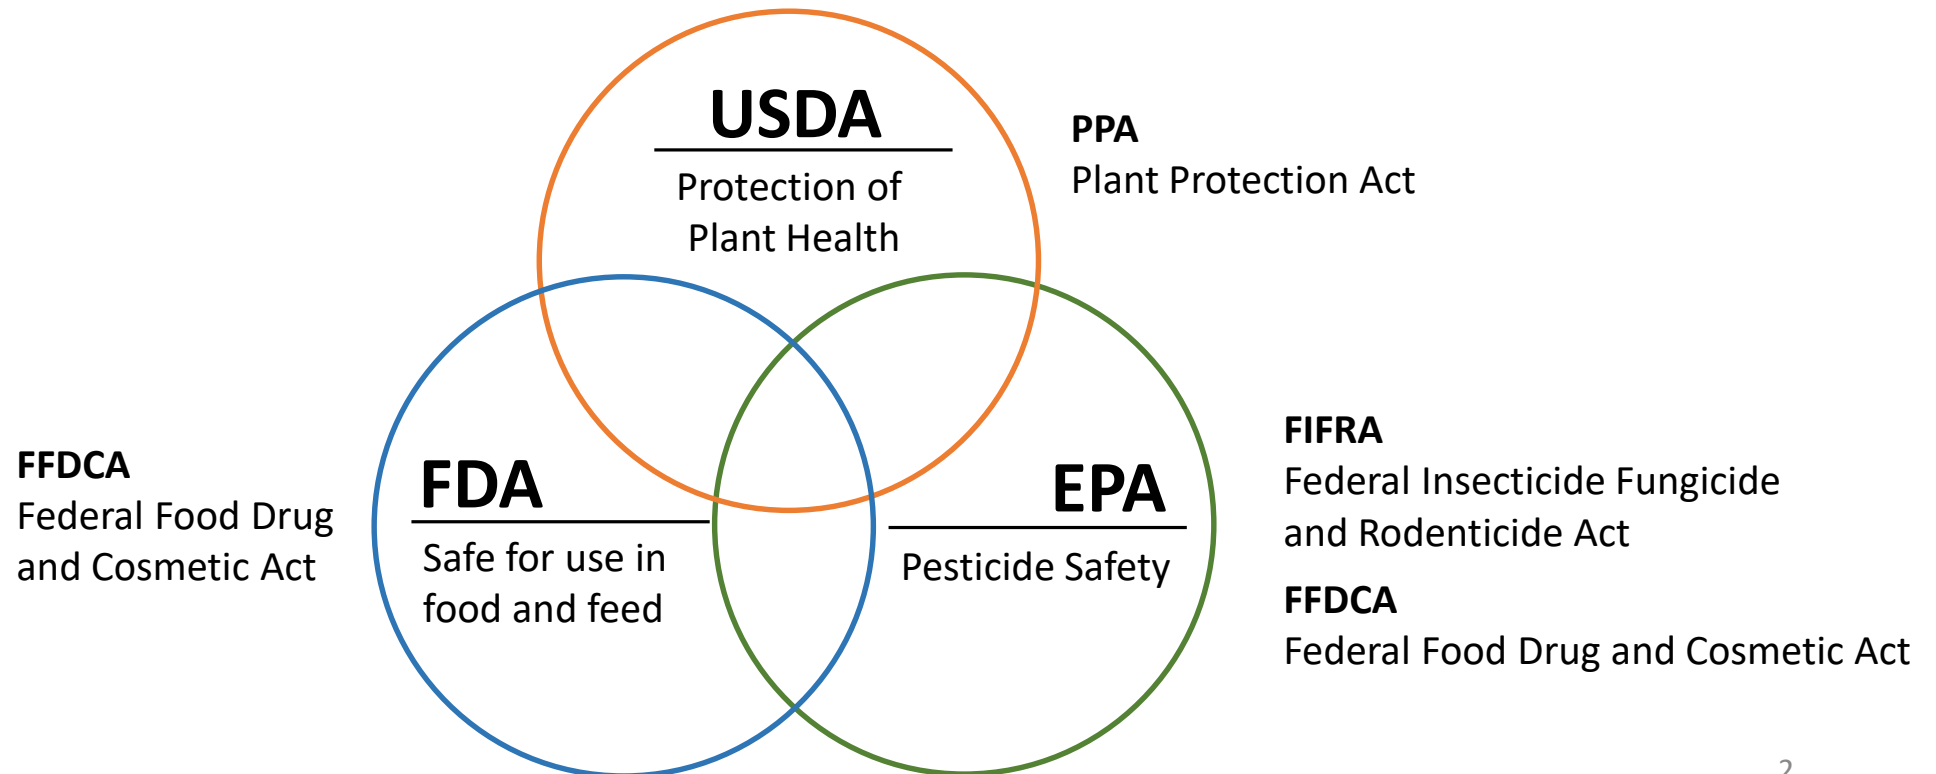 USDA
Protection of
Plant Health
PPA
Plant Protection Act
FFDCA
Federal Food Drug
and Cosmetic Act
FDA
Safe for use in
food and feed
EPA
Pesticide Safety
FIFRA
Federal Insecticide Fungicide
and Rodenticide Act
FFDCA
Federal Food Drug and Cosmetic Act
2